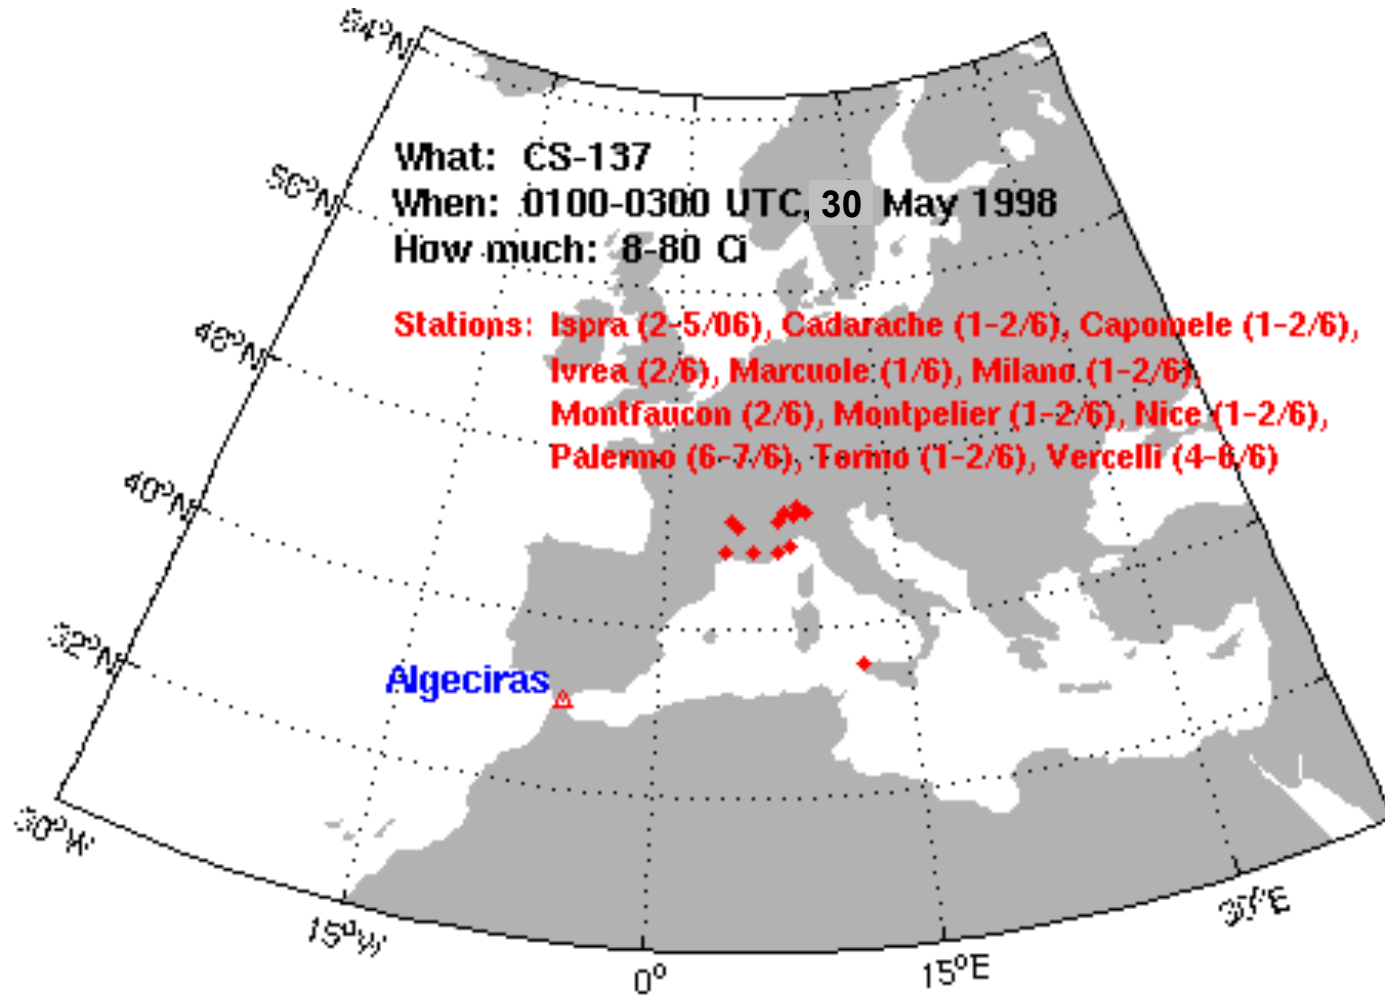 64°N
What: CS-137
56°N
When: 0100-0300 UTC, 30 May 1998
How much: 8-80 Ci
48°N
Stations: Ispra (2-5/06), Cadarache (1-2/6), Capomele (1-2/6),
Ivrea (2/6), Marcuole (1/6), Milano (1-2/6),
Montfaucon (2/6), Montpelier (1-2/6), Nice (1-2/6),
Palermo (6-7/6), Torino (1-2/6), Vercelli (4-6/6)
40°N
32°N
Algeciras
30°W
15°W
0°
15°E
30°E